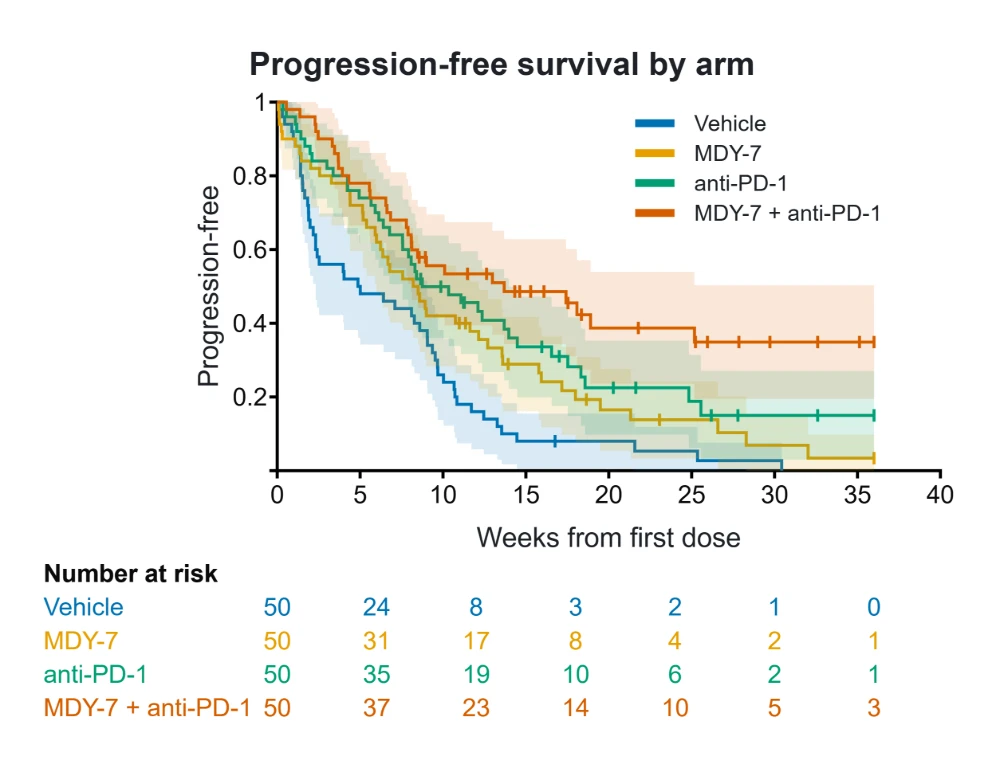 Progression-free survival by arm
Vehicle
MDY-7
anti-PD-1
MDY-7 + anti-PD-1
Progression-free
1
0.8
0.6
0.4
0.2
0 5 10 15 20 25 30 35 40
Weeks from first dose
Number at risk
Vehicle 50 24 8 3 2 1 0
MDY-7 50 31 17 8 4 2 1
anti-PD-1 50 35 19 10 6 2 1
MDY-7 + anti-PD-1 50 37 23 14 10 5 3